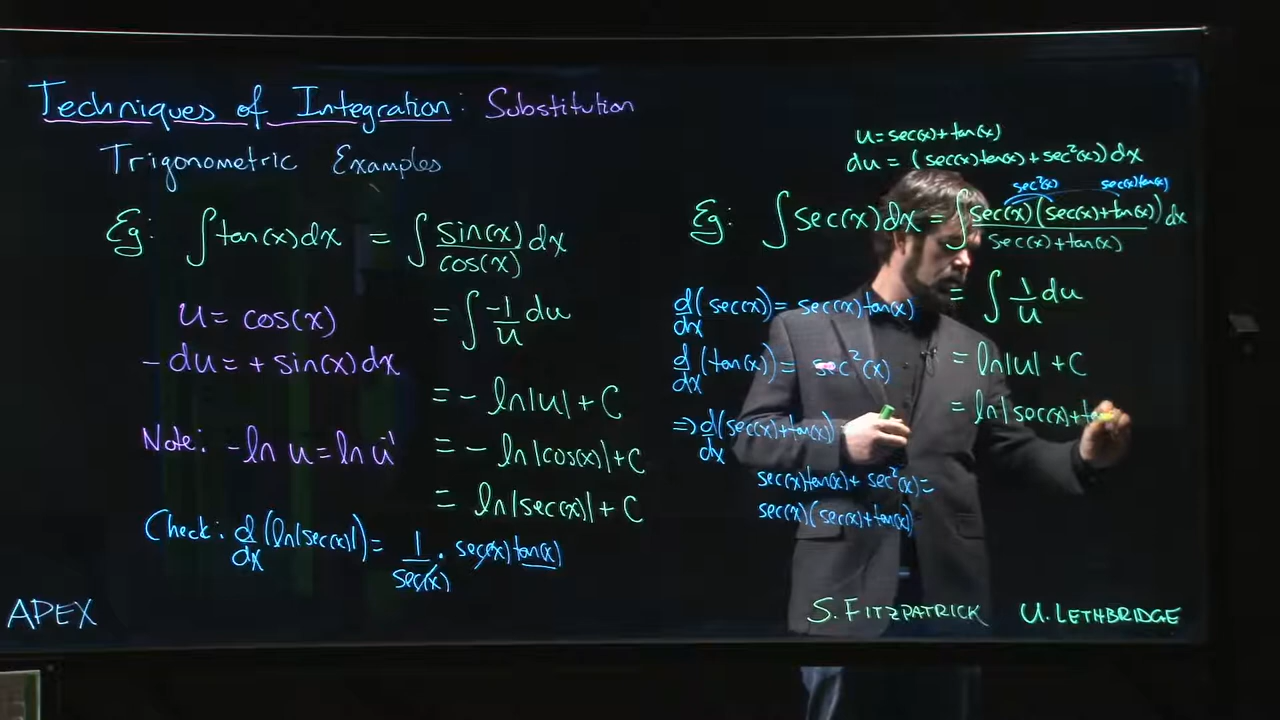 Techniques of Integration: Substitution
Trigonometric Examples
Eg: ∫tan(x)dx = ∫ sin(x)/cos(x) dx
u = cos(x)
-du = + sin(x)dx
= ∫ -1/u du
= - ln|u| + C
= - ln|cos(x)| + C
= ln|sec(x)| + C
Note: -ln u = ln u⁻¹
Check: d/dx (ln|sec(x)|) = 1/sec(x) · sec(x)tan(x)
APEX
u = sec(x)+tan(x)
du = (sec(x)tan(x) + sec²(x))dx
sec²(x) sec(x)tan(x)
Eg: ∫sec(x)dx = ∫ sec(x)(sec(x)+tan(x))/sec(x)+tan(x) dx
= ∫ 1/u du
= ln|u| + C
= ln|sec(x)+
d/dx (sec(x)) = sec(x)tan(x)
d/dx (tan(x)) = sec²(x)
⇒ d/dx (sec(x)+tan(x))
sec(x)tan(x) + sec²(x) =
sec(x)(sec(x)+tan(x))
S. FITZPATRICK U. LETHBRIDGE